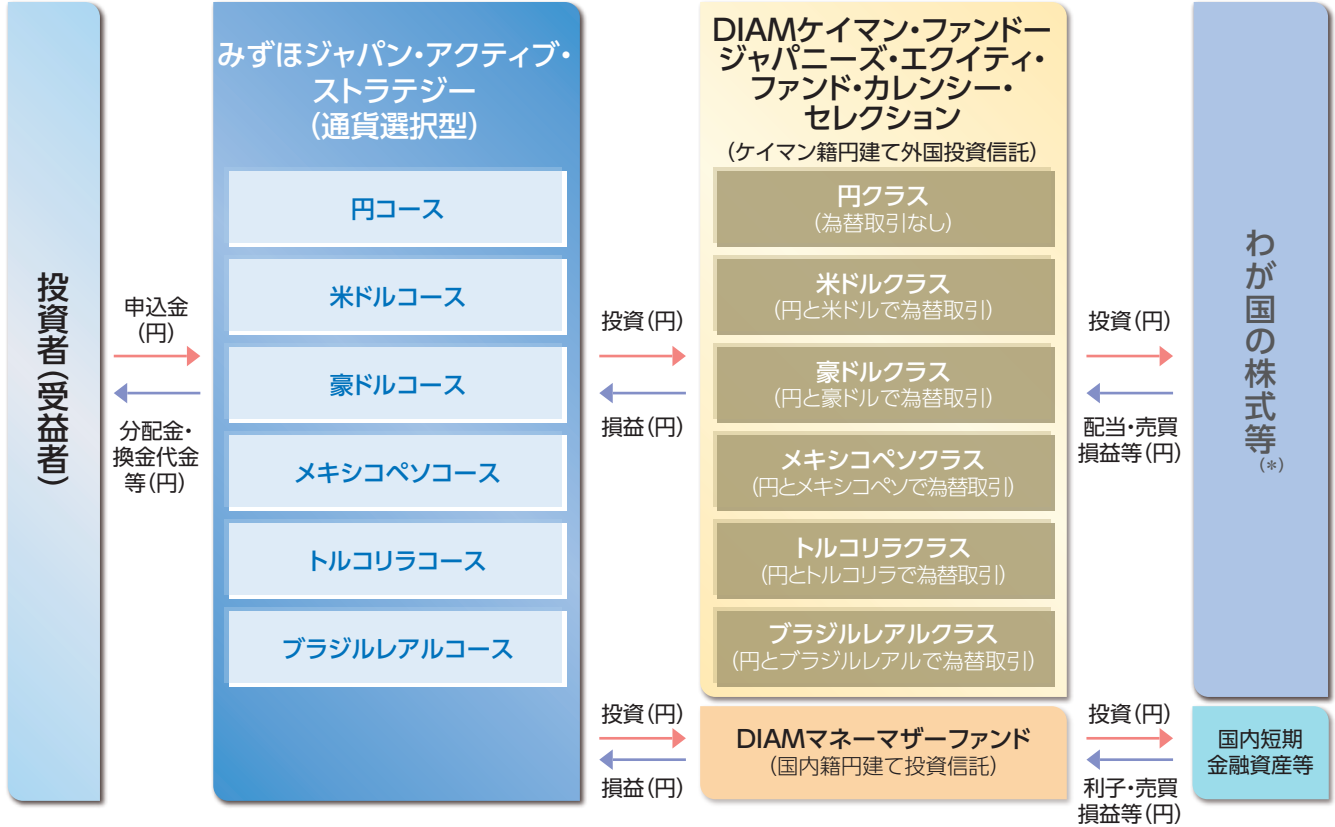 投資者(受益者)
申込金
(円)
分配金・
換金代金
等(円)
みずほジャパン・アクティブ・
ストラテジー
(通貨選択型)
円コース
米ドルコース
豪ドルコース
メキシコペソコース
トルコリラコース
ブラジルレアルコース
投資(円)
損益(円)
投資(円)
損益(円)
DIAMケイマン・ファンドー
ジャパニーズ・エクイティ・
ファンド・カレンシー・
セレクション
(ケイマン籍円建て外国投資信託)
円クラス
(為替取引なし)
米ドルクラス
(円と米ドルで為替取引)
豪ドルクラス
(円と豪ドルで為替取引)
メキシコペソクラス
(円とメキシコペソで為替取引)
トルコリラクラス
(円とトルコリラで為替取引)
ブラジルレアルクラス
(円とブラジルレアルで為替取引)
DIAMマネーマザーファンド
(国内籍円建て投資信託)
投資(円)
配当・売買
損益等(円)
投資(円)
利子・売買
損益等(円)
わが国の株式等
(*)
国内短期
金融資産等